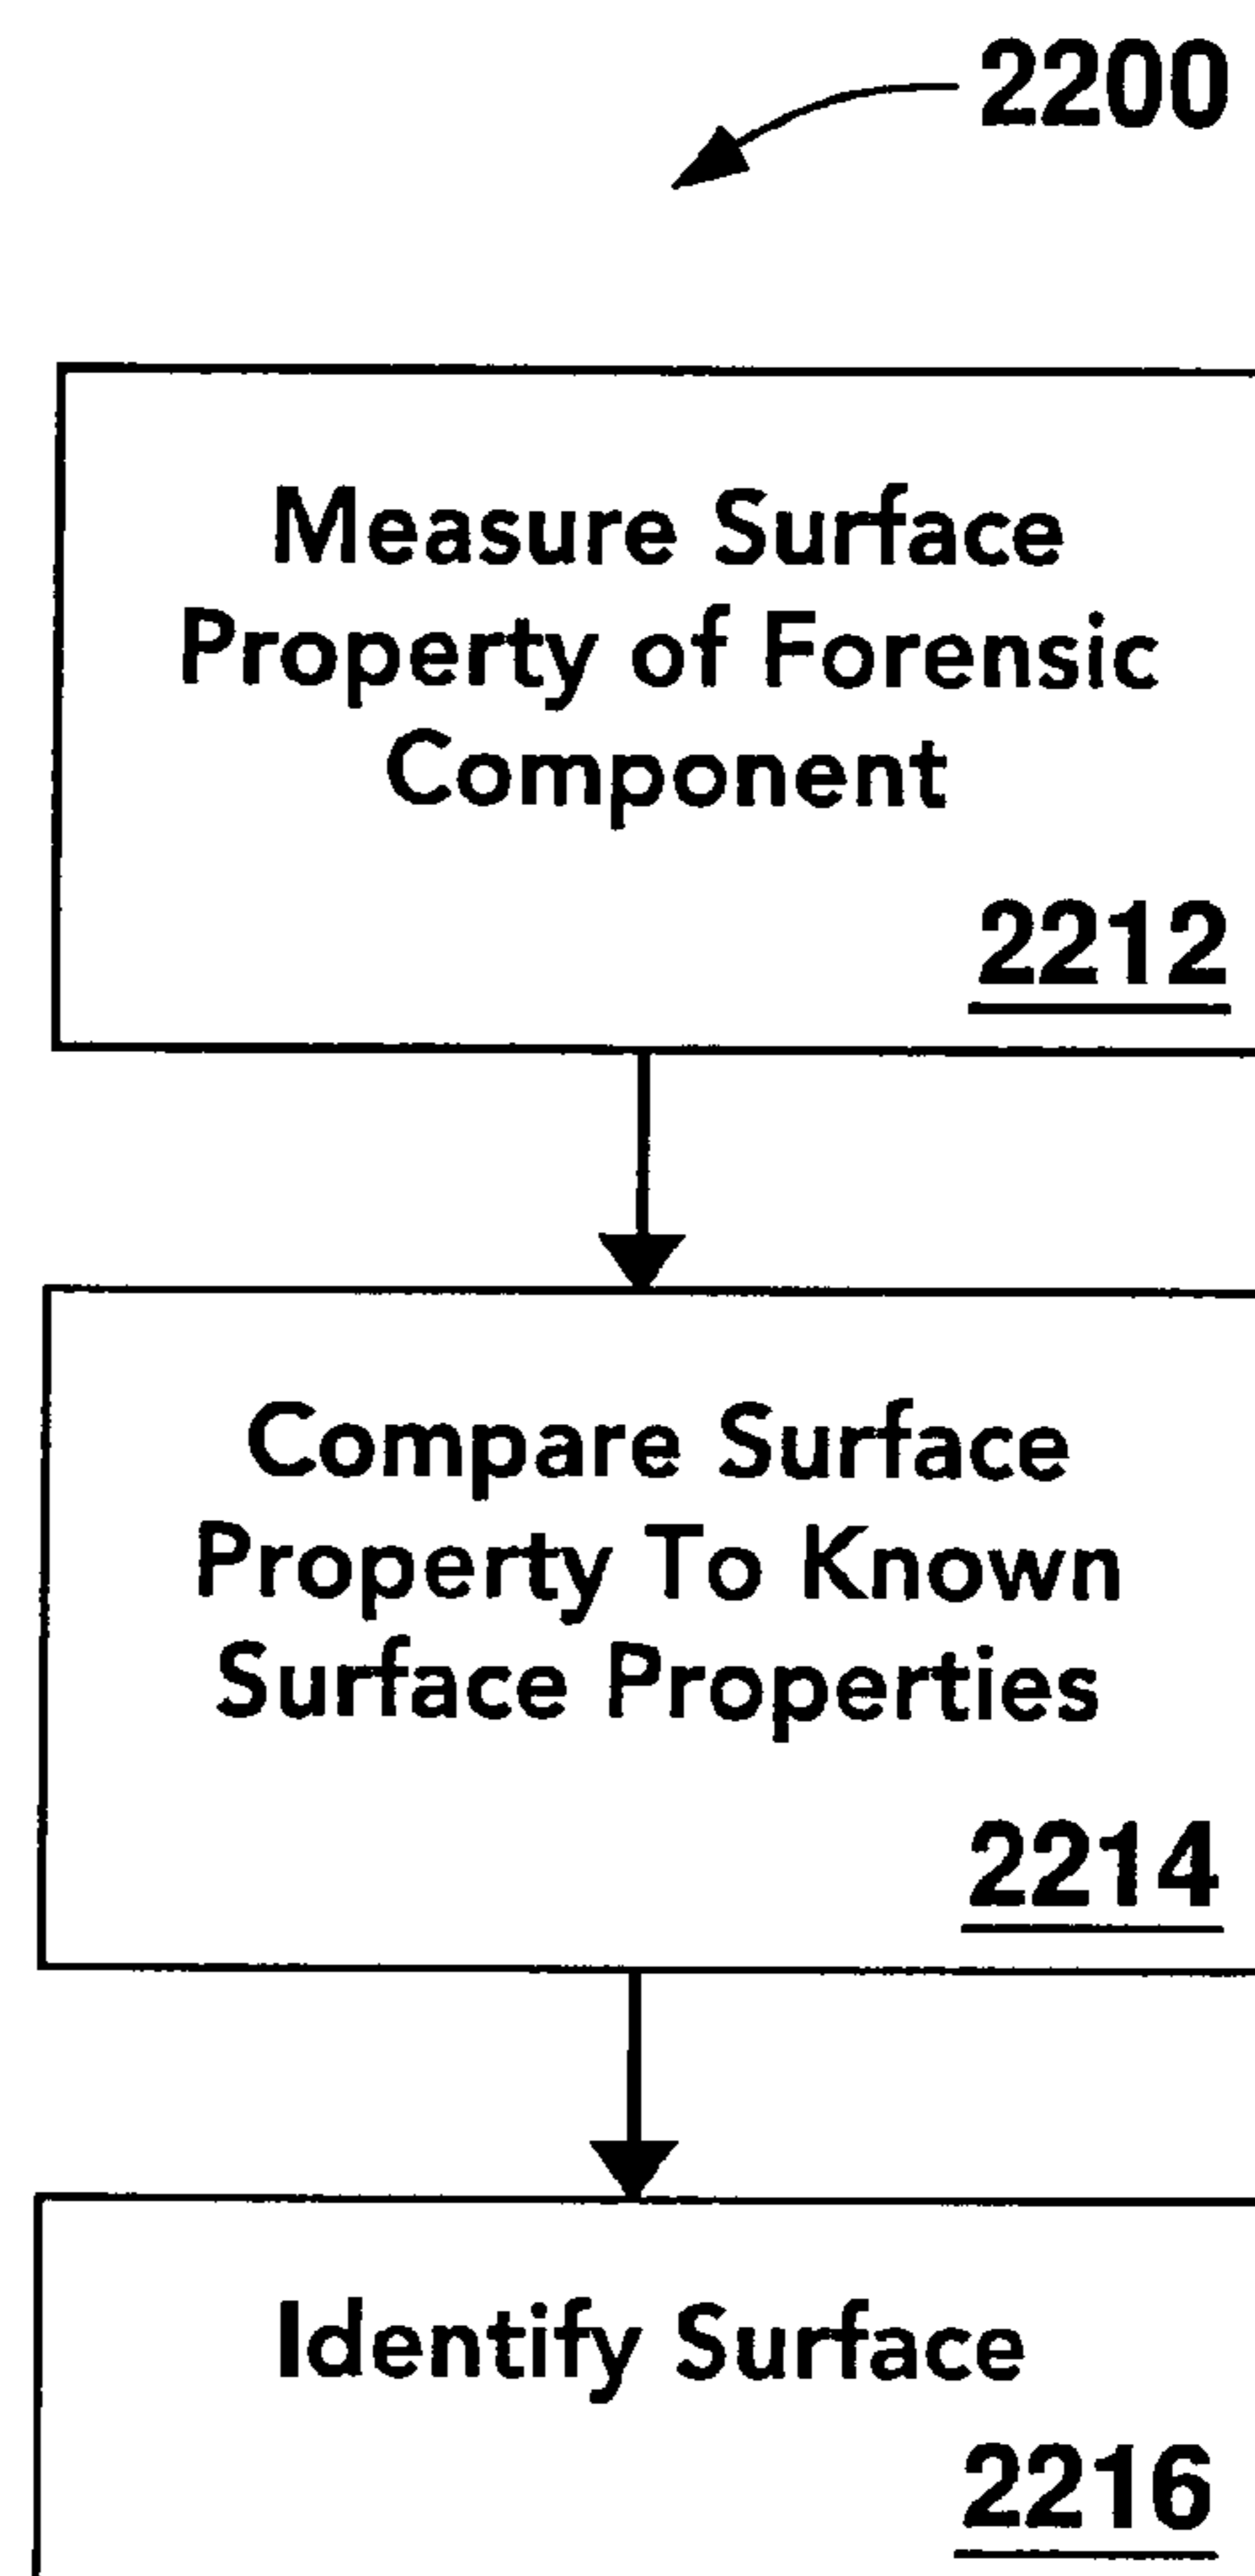 2200
Measure Surface
Property of Forensic
Component
2212
Compare Surface
Property To Known
Surface Properties
2214
Identify Surface
2216